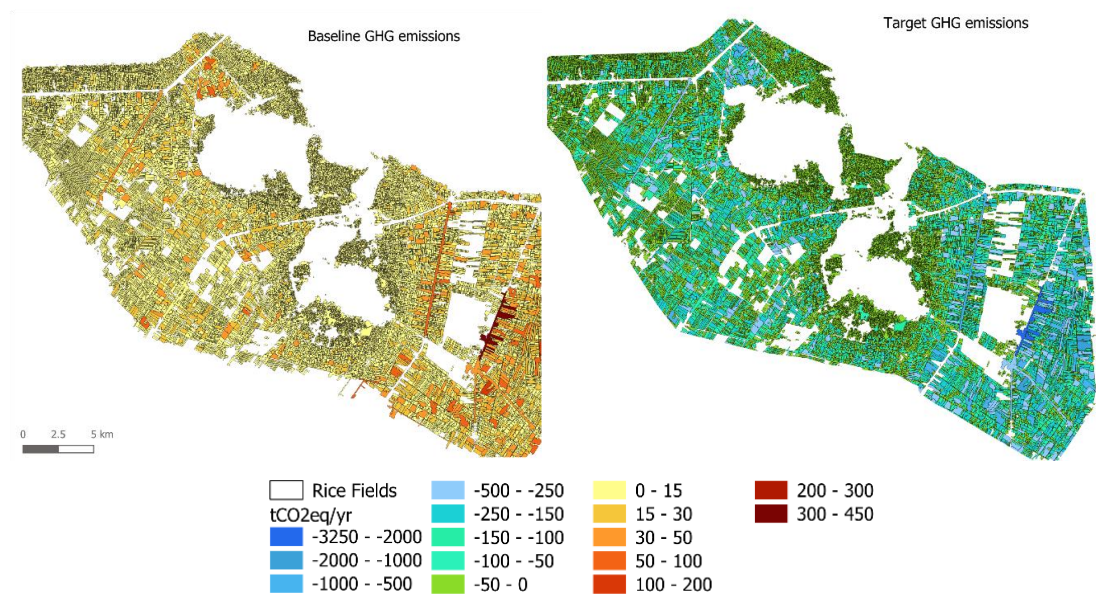 Baseline GHG emissions
Target GHG emissions
0 2.5 5 km
Rice Fields
tCO2eq/yr
-3250 - -2000
-2000 - -1000
-1000 - -500
-500 - -250
-250 - -150
-150 - -100
-100 - -50
-50 - 0
0 - 15
15 - 30
30 - 50
50 - 100
100 - 200
200 - 300
300 - 450